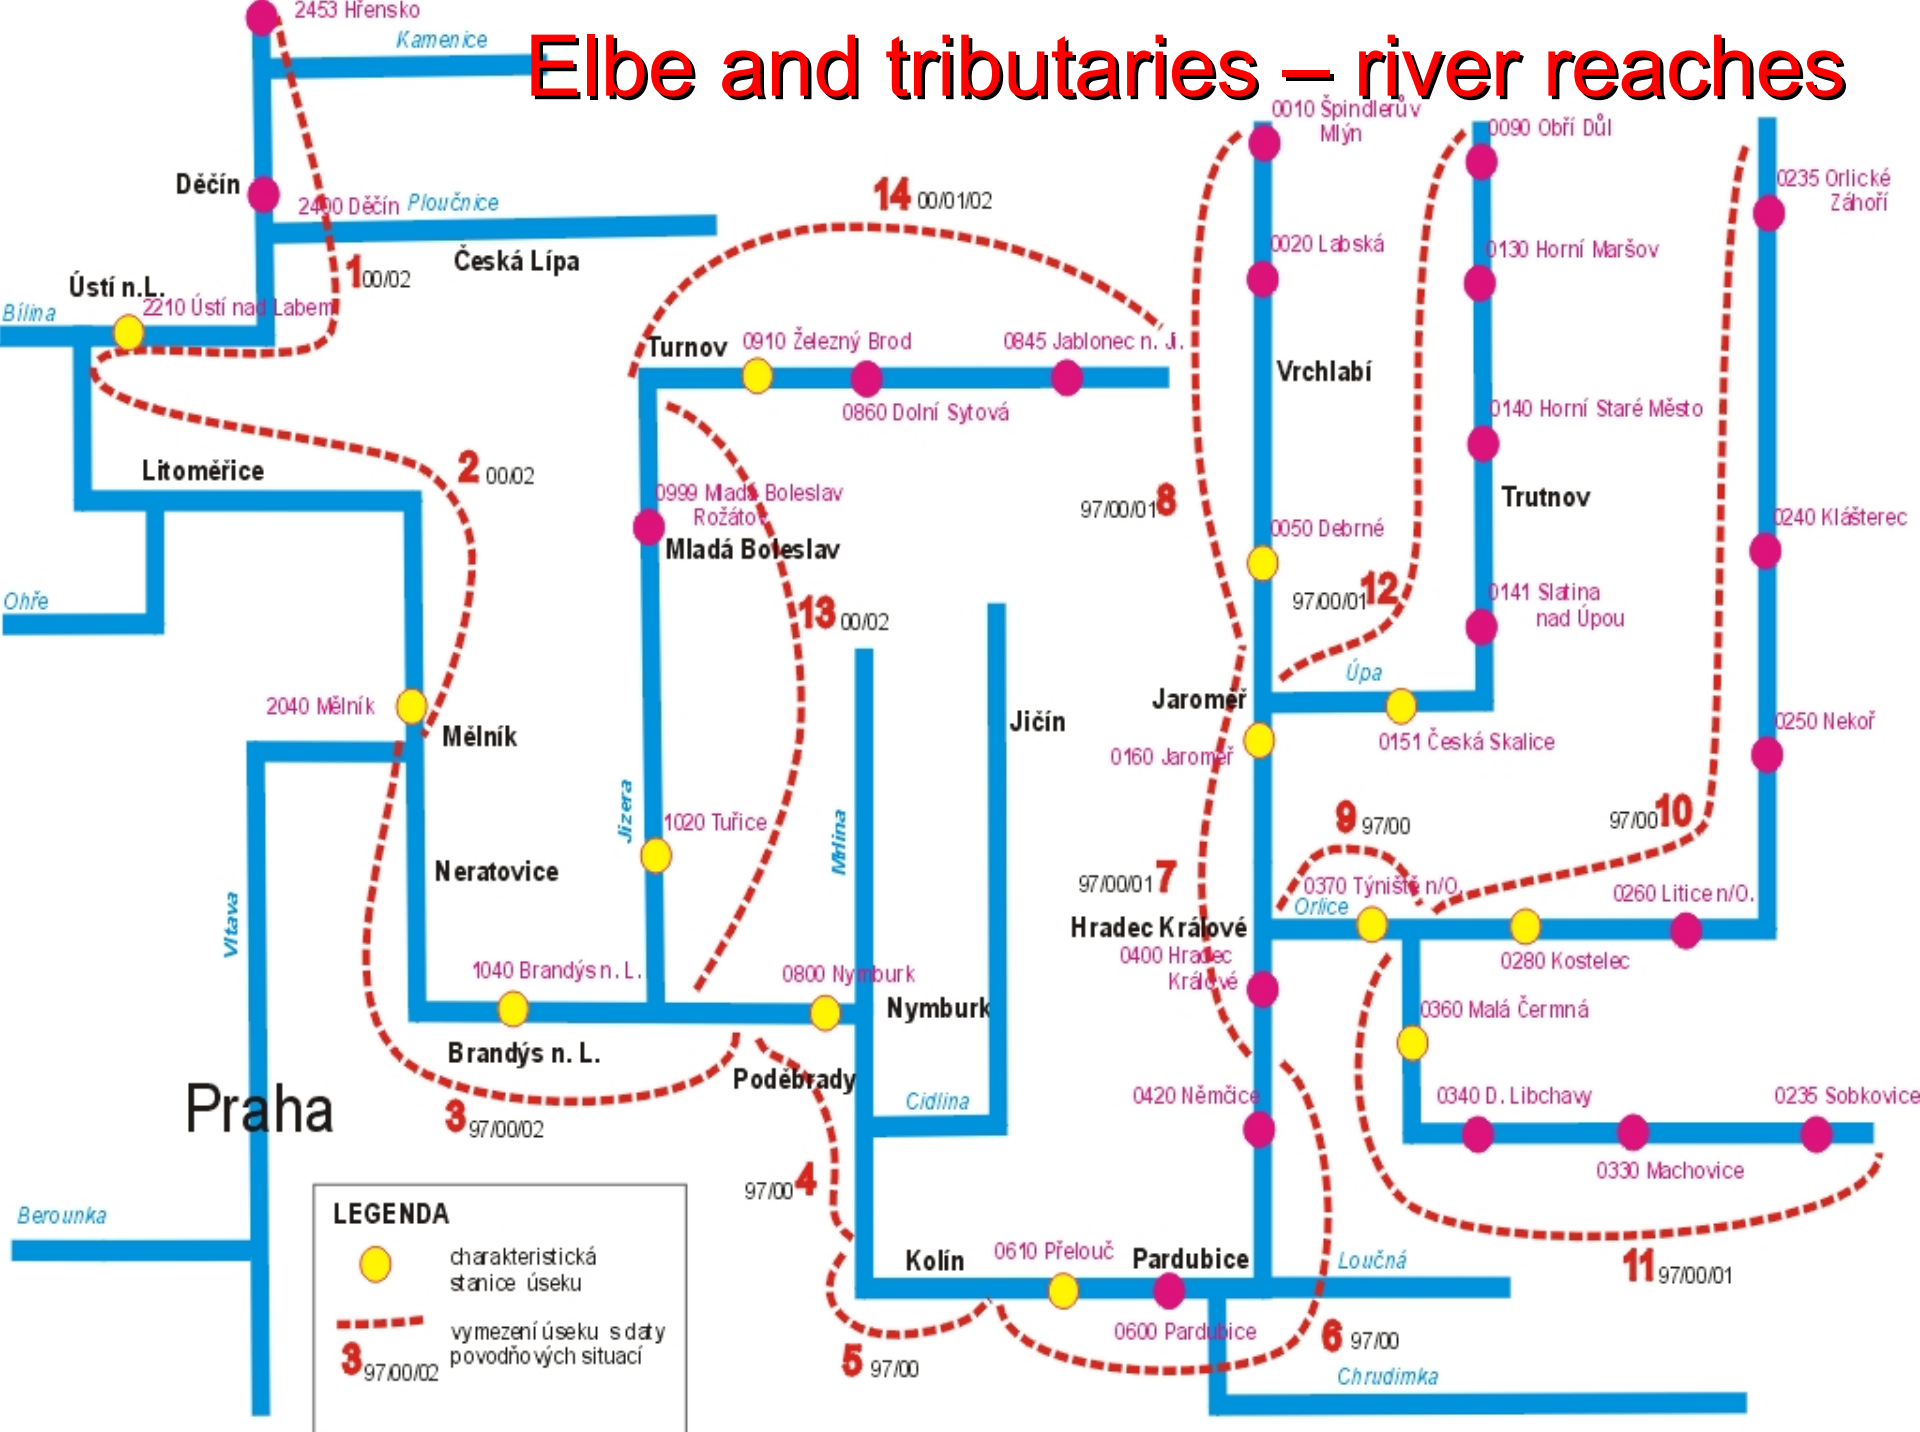 Elbe and tributaries – river reaches
2453 Hřensko
Kamenice
Děčín
2400 Děčín
Ploučnice
Česká Lípa
1 00/02
Ústí n.L.
2210 Ústí nad Labem
Bílina
14 00/01/02
Turnov
0910 Železný Brod
0845 Jablonec n. Ji.
0860 Dolní Sytová
2 00/02
Litoměřice
Ohře
0999 Mladá Boleslav
Rožátov
Mladá Boleslav
13 00/02
2040 Mělník
Mělník
Jizera
1020 Tuřice
Mrlina
Jičín
Neratovice
Vltava
1040 Brandýs n. L.
0800 Nymburk
Nymburk
Brandýs n. L.
Poděbrady
Praha
3 97/00/02
Cidlina
97/00 4
Berounka
Kolín
0610 Přelouč
Pardubice
0600 Pardubice
5 97/00
6 97/00
Loučná
Chrudimka
0010 Špindlerův
Mlýn
0020 Labská
Vrchlabí
97/00/01 8
0050 Debrné
0090 Obří Důl
0130 Horní Maršov
0140 Horní Staré Město
Trutnov
97/00/01 12
0141 Slatina
nad Úpou
Úpa
Jaroměř
0160 Jaroměř
0151 Česká Skalice
0235 Orlické
Záhoří
0240 Klášterec
0250 Nekoř
97/00 10
9 97/00
97/00/01 7
0370 Týniště n/O.
Orlice
0260 Litice n/O.
Hradec Králové
0400 Hradec
Králové
0280 Kostelec
0360 Malá Čermná
0420 Němčice
0340 D. Libchavy
0235 Sobkovice
0330 Machovice
11 97/00/01
LEGENDA
charakteristická
stanice úseku
vymezení úseku s daty
povodňových situací
3 97/00/02